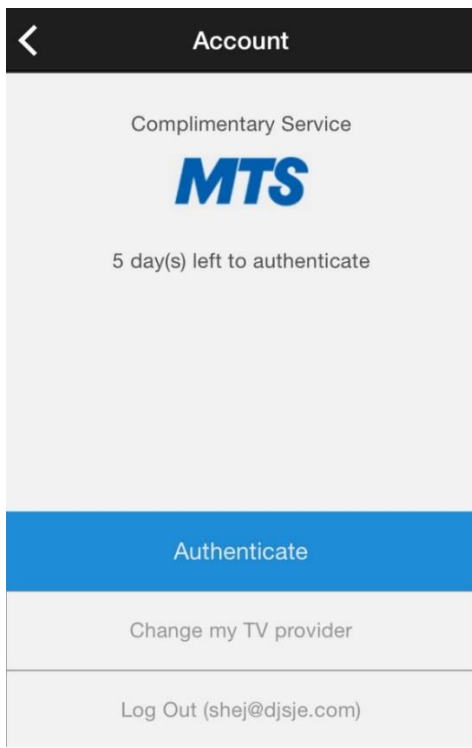 Account
Complimentary Service
MTS
5 day(s) left to authenticate
Authenticate
Change my TV provider
Log Out (shej@djsje.com)